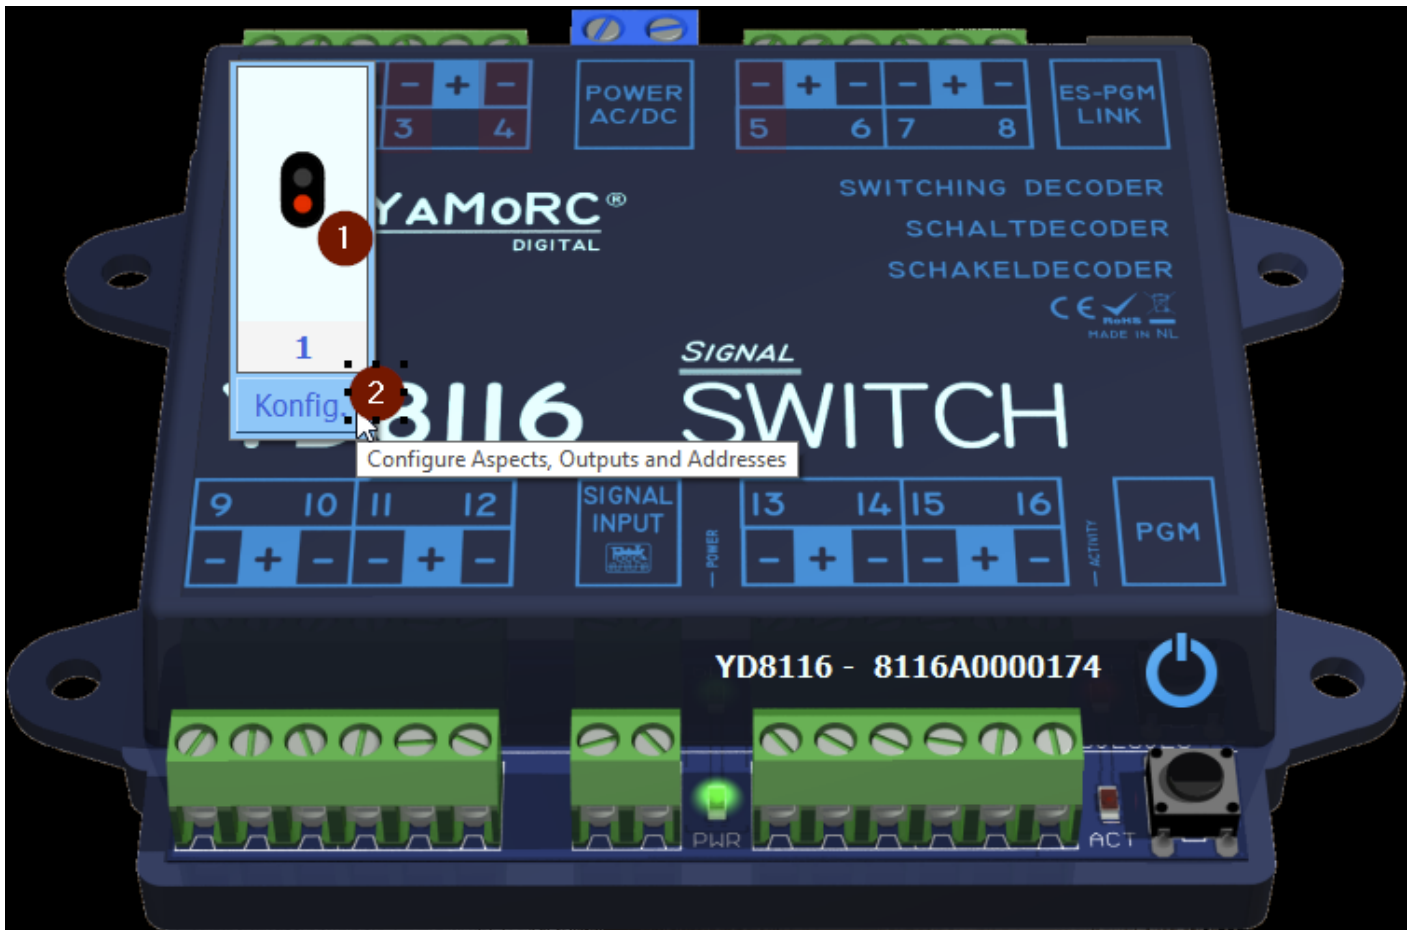 - + -
3 4
POWER
AC/DC
- + - - + -
5 6 7 8
ES-PGM
LINK
YAMORC®
DIGITAL
SWITCHING DECODER
SCHALTDECODER
SCHAKELDECODER
CE RoHS
MADE IN NL
1
1
Konfig.
2
8116
SIGNAL
SWITCH
Configure Aspects, Outputs and Addresses
9 10 11 12
- + - - + -
SIGNAL
INPUT
POWER
13 14 15 16
- + - - + -
ACTIVITY
PGM
YD8116 - 8116A0000174
PWR
ACT